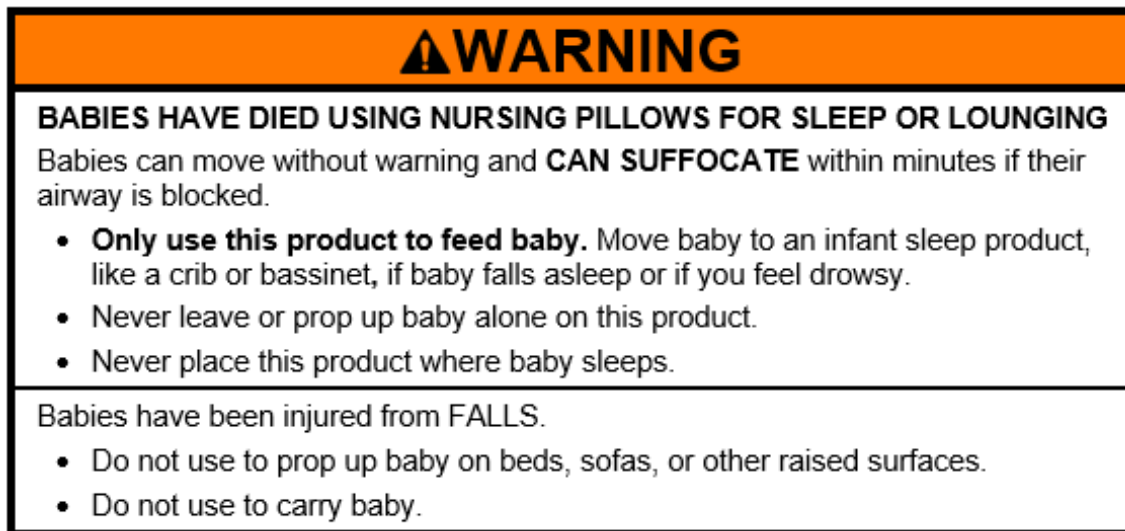 ⚠WARNING
BABIES HAVE DIED USING NURSING PILLOWS FOR SLEEP OR LOUNGING
Babies can move without warning and CAN SUFFOCATE within minutes if their
airway is blocked.
• Only use this product to feed baby. Move baby to an infant sleep product,
like a crib or bassinet, if baby falls asleep or if you feel drowsy.
• Never leave or prop up baby alone on this product.
• Never place this product where baby sleeps.
Babies have been injured from FALLS.
• Do not use to prop up baby on beds, sofas, or other raised surfaces.
• Do not use to carry baby.